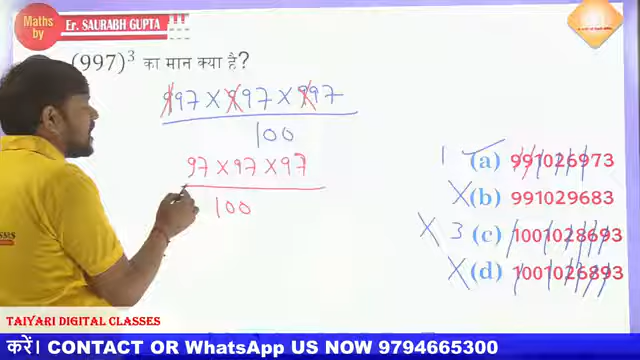 Maths
by
Er. SAURABH GUPTA
(997)³ का मान क्या है?
997 × 997 × 997
100
97 × 97 × 97
100
1 (a) 991026973
× (b) 991029683
× 3 (c) 1001028693
× (d) 1001026893
TAIYARI DIGITAL CLASSES
करें। CONTACT OR WhatsApp US NOW 9794665300